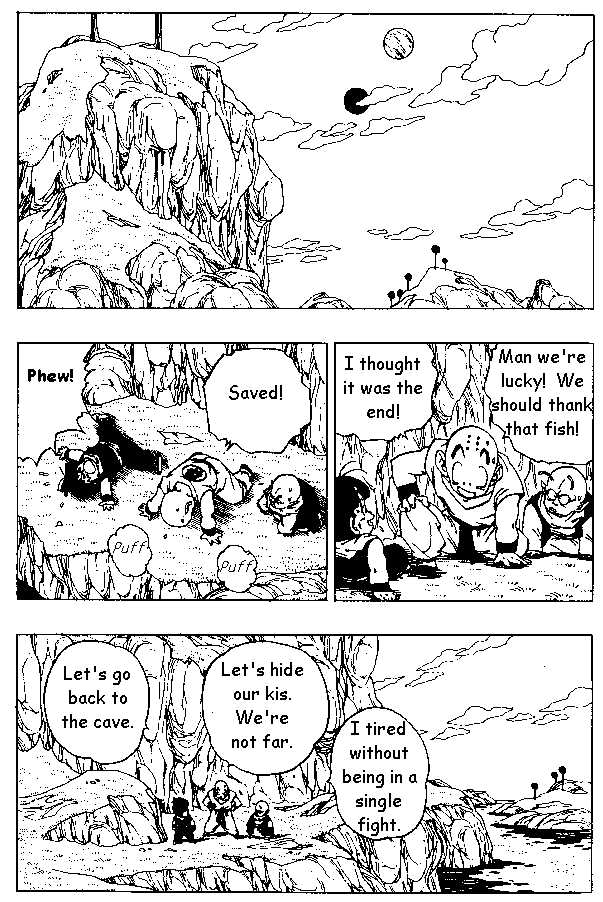 Phew!
Saved!
Puff
Puff
I thought
it was the
end!
Man we're
lucky! We
should thank
that fish!
Let's go
back to
the cave.
Let's hide
our kis.
We're
not far.
I tired
without
being in a
single
fight.